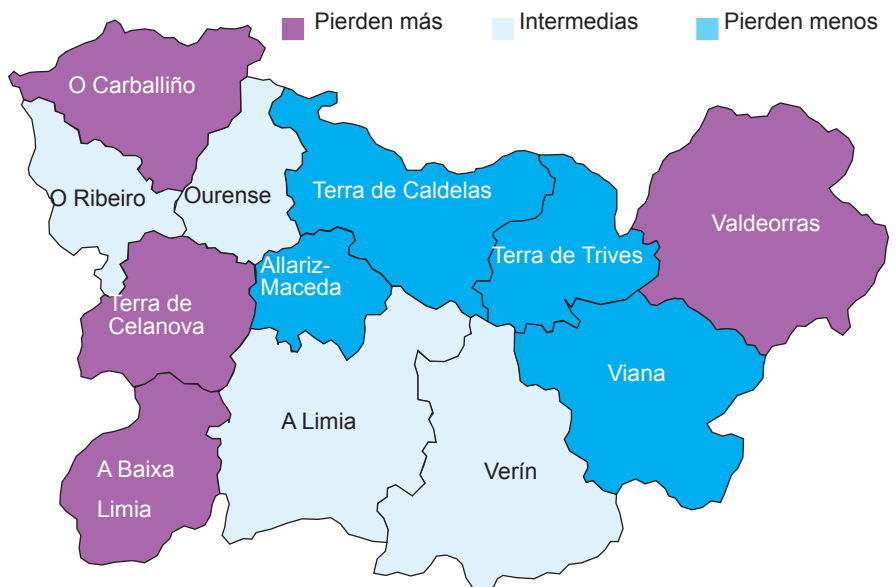 Pierden más
Intermedias
Pierden menos
O Carballiño
O Ribeiro
Ourense
Terra de Caldelas
Valdeorras
Terra de Trives
Allariz-
Maceda
Terra de
Celanova
Viana
A Limia
Verín
A Baixa
Limia